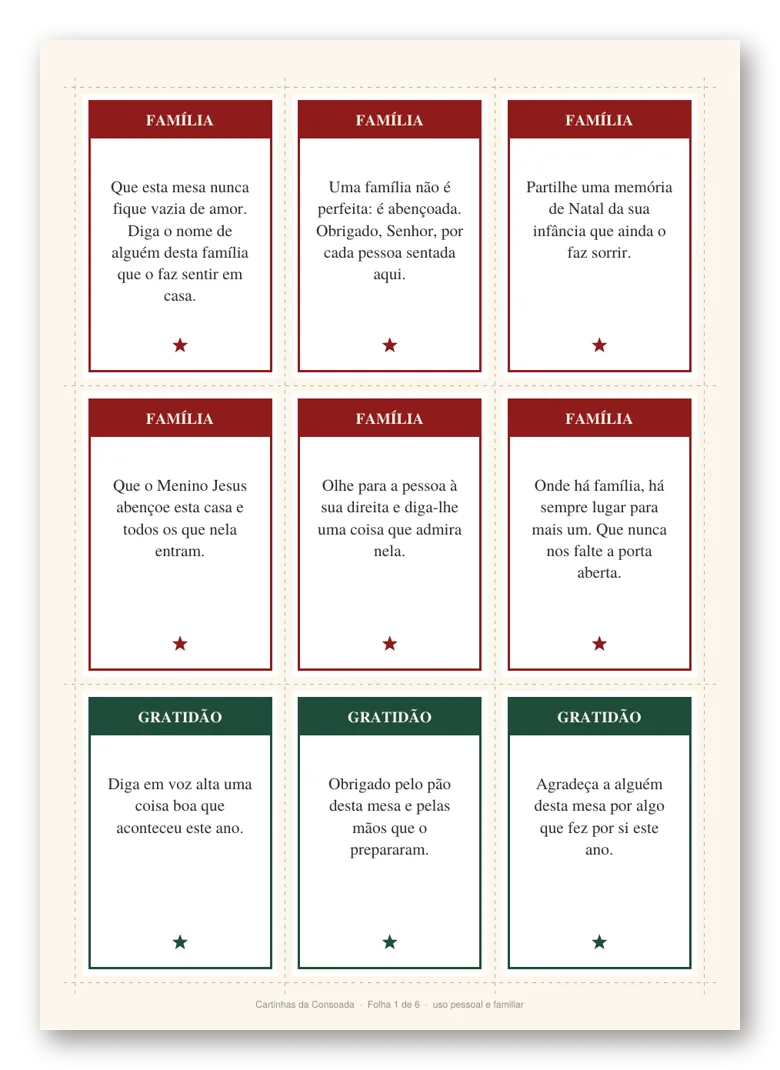 FAMÍLIA
Que esta mesa nunca
fique vazia de amor.
Diga o nome de
alguém desta família
que o faz sentir em
casa.
FAMÍLIA
Uma família não é
perfeita: é abençoada.
Obrigado, Senhor, por
cada pessoa sentada
aqui.
FAMÍLIA
Partilhe uma memória
de Natal da sua
infância que ainda o
faz sorrir.
FAMÍLIA
Que o Menino Jesus
abençoe esta casa e
todos os que nela
entram.
FAMÍLIA
Olhe para a pessoa à
sua direita e diga-lhe
uma coisa que admira
nela.
FAMÍLIA
Onde há família, há
sempre lugar para
mais um. Que nunca
nos falte a porta
aberta.
GRATIDÃO
Diga em voz alta uma
coisa boa que
aconteceu este ano.
GRATIDÃO
Obrigado pelo pão
desta mesa e pelas
mãos que o
prepararam.
GRATIDÃO
Agradeça a alguém
desta mesa por algo
que fez por si este
ano.
Cartinhas da Consoada · Folha 1 de 6 · uso pessoal e familiar